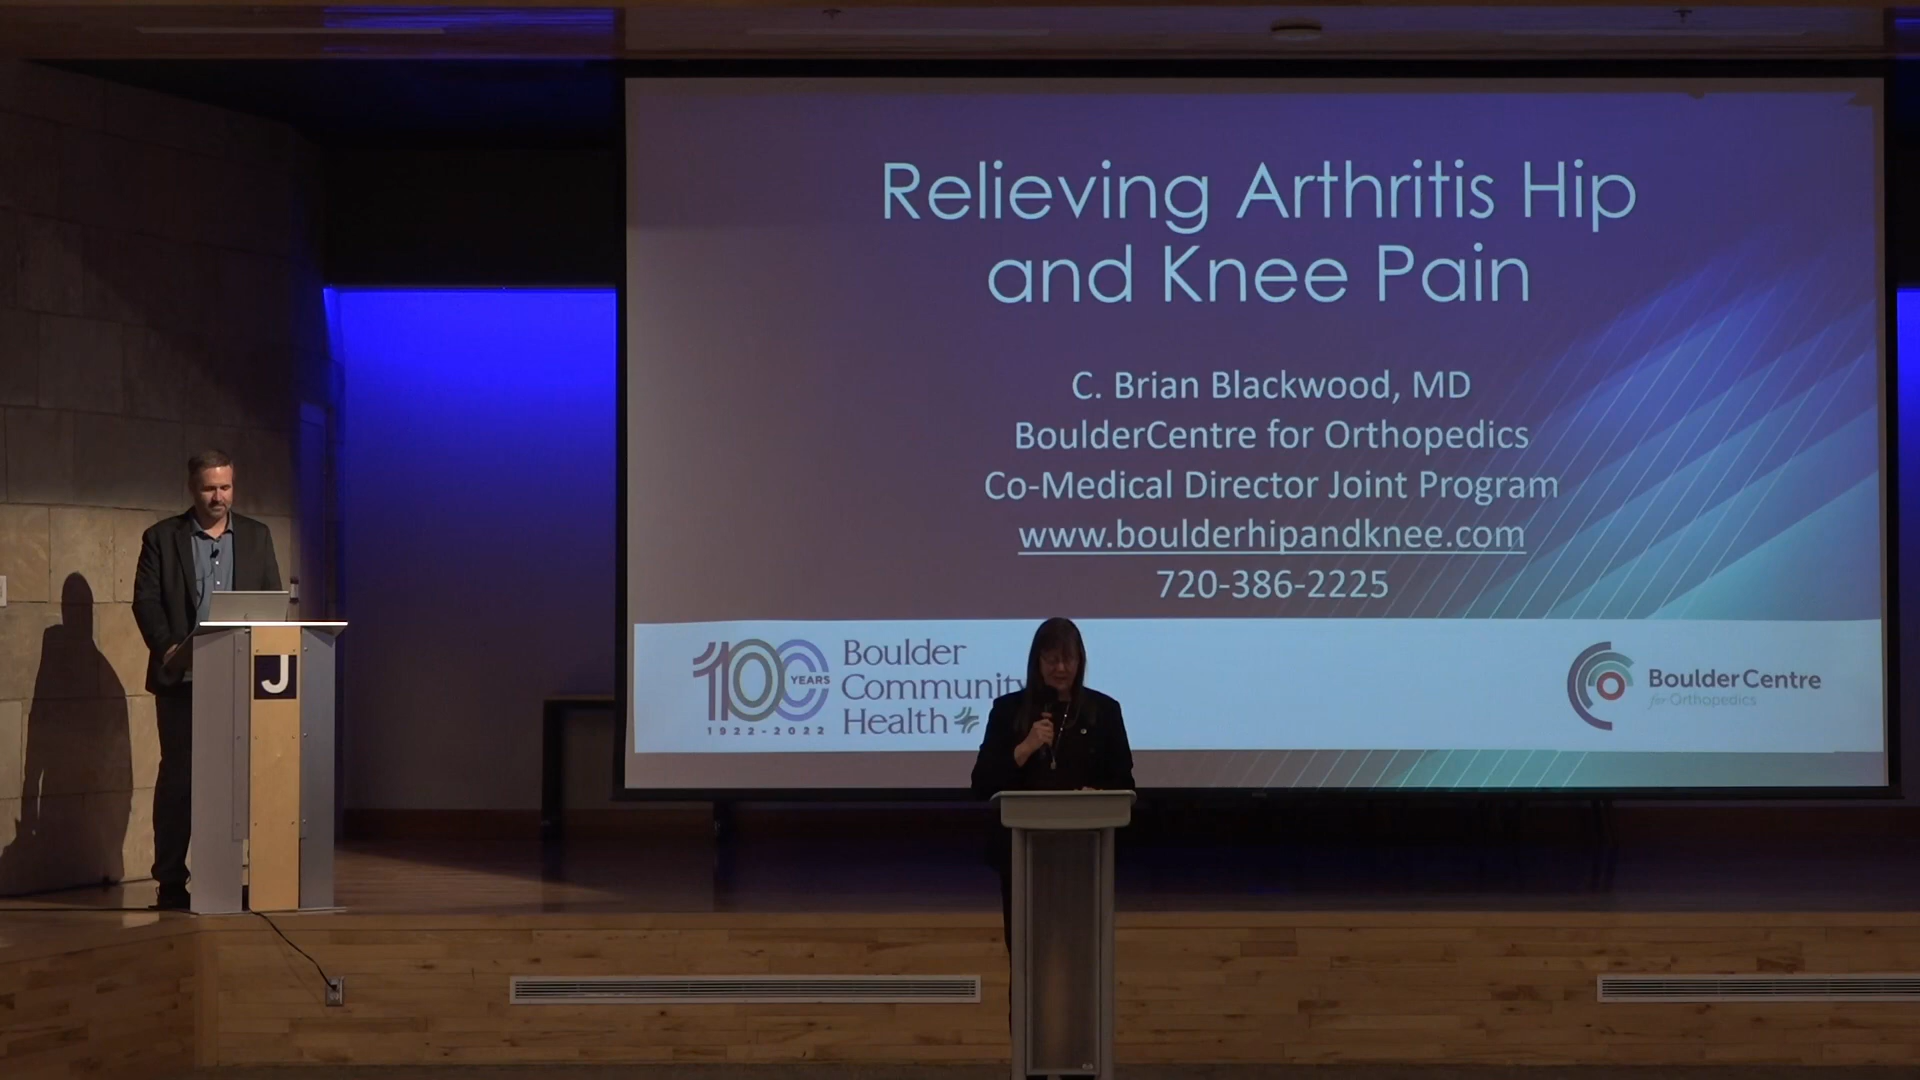 Relieving Arthritis Hip
and Knee Pain
C. Brian Blackwood, MD
BoulderCentre for Orthopedics
Co-Medical Director Joint Program
www.boulderhipandknee.com
720-386-2225
100 YEARS
1922-2022
Boulder
Community
Health
BoulderCentre
for Orthopedics
J